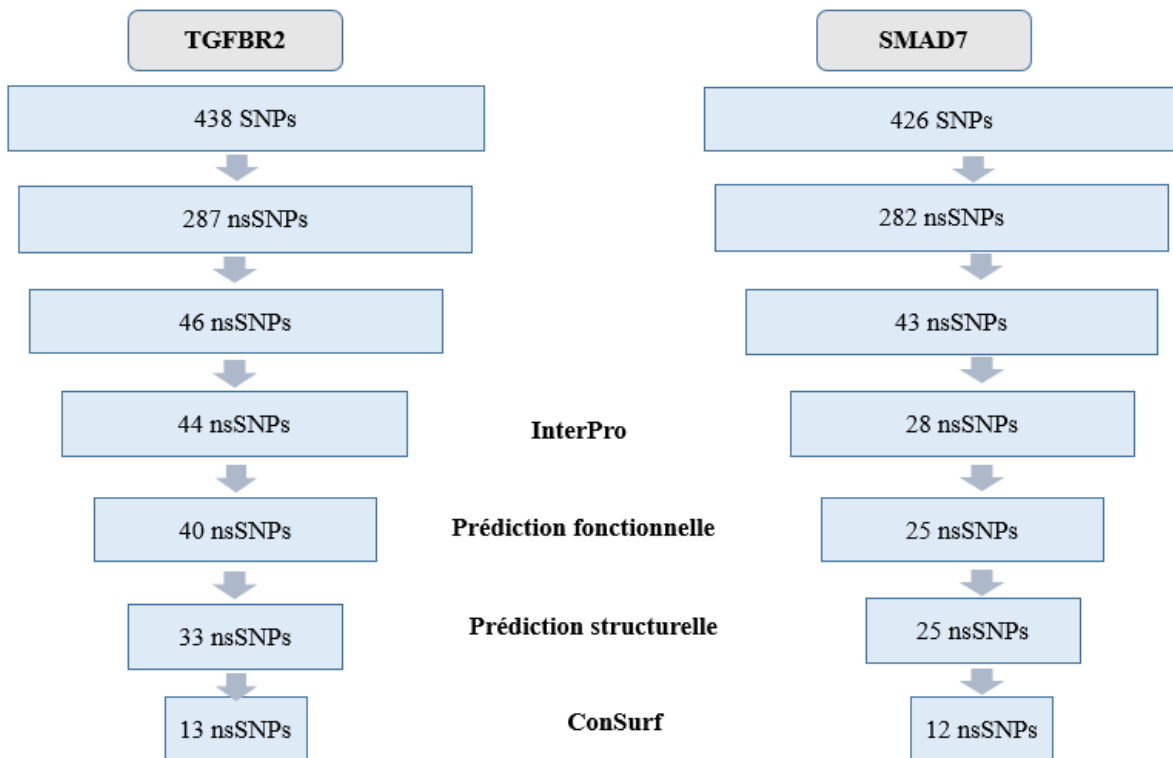 TGFBR2
SMAD7
438 SNPs
426 SNPs
287 nsSNPs
282 nsSNPs
46 nsSNPs
43 nsSNPs
44 nsSNPs
InterPro
28 nsSNPs
40 nsSNPs
Prédiction fonctionnelle
25 nsSNPs
33 nsSNPs
Prédiction structurelle
25 nsSNPs
13 nsSNPs
ConSurf
12 nsSNPs